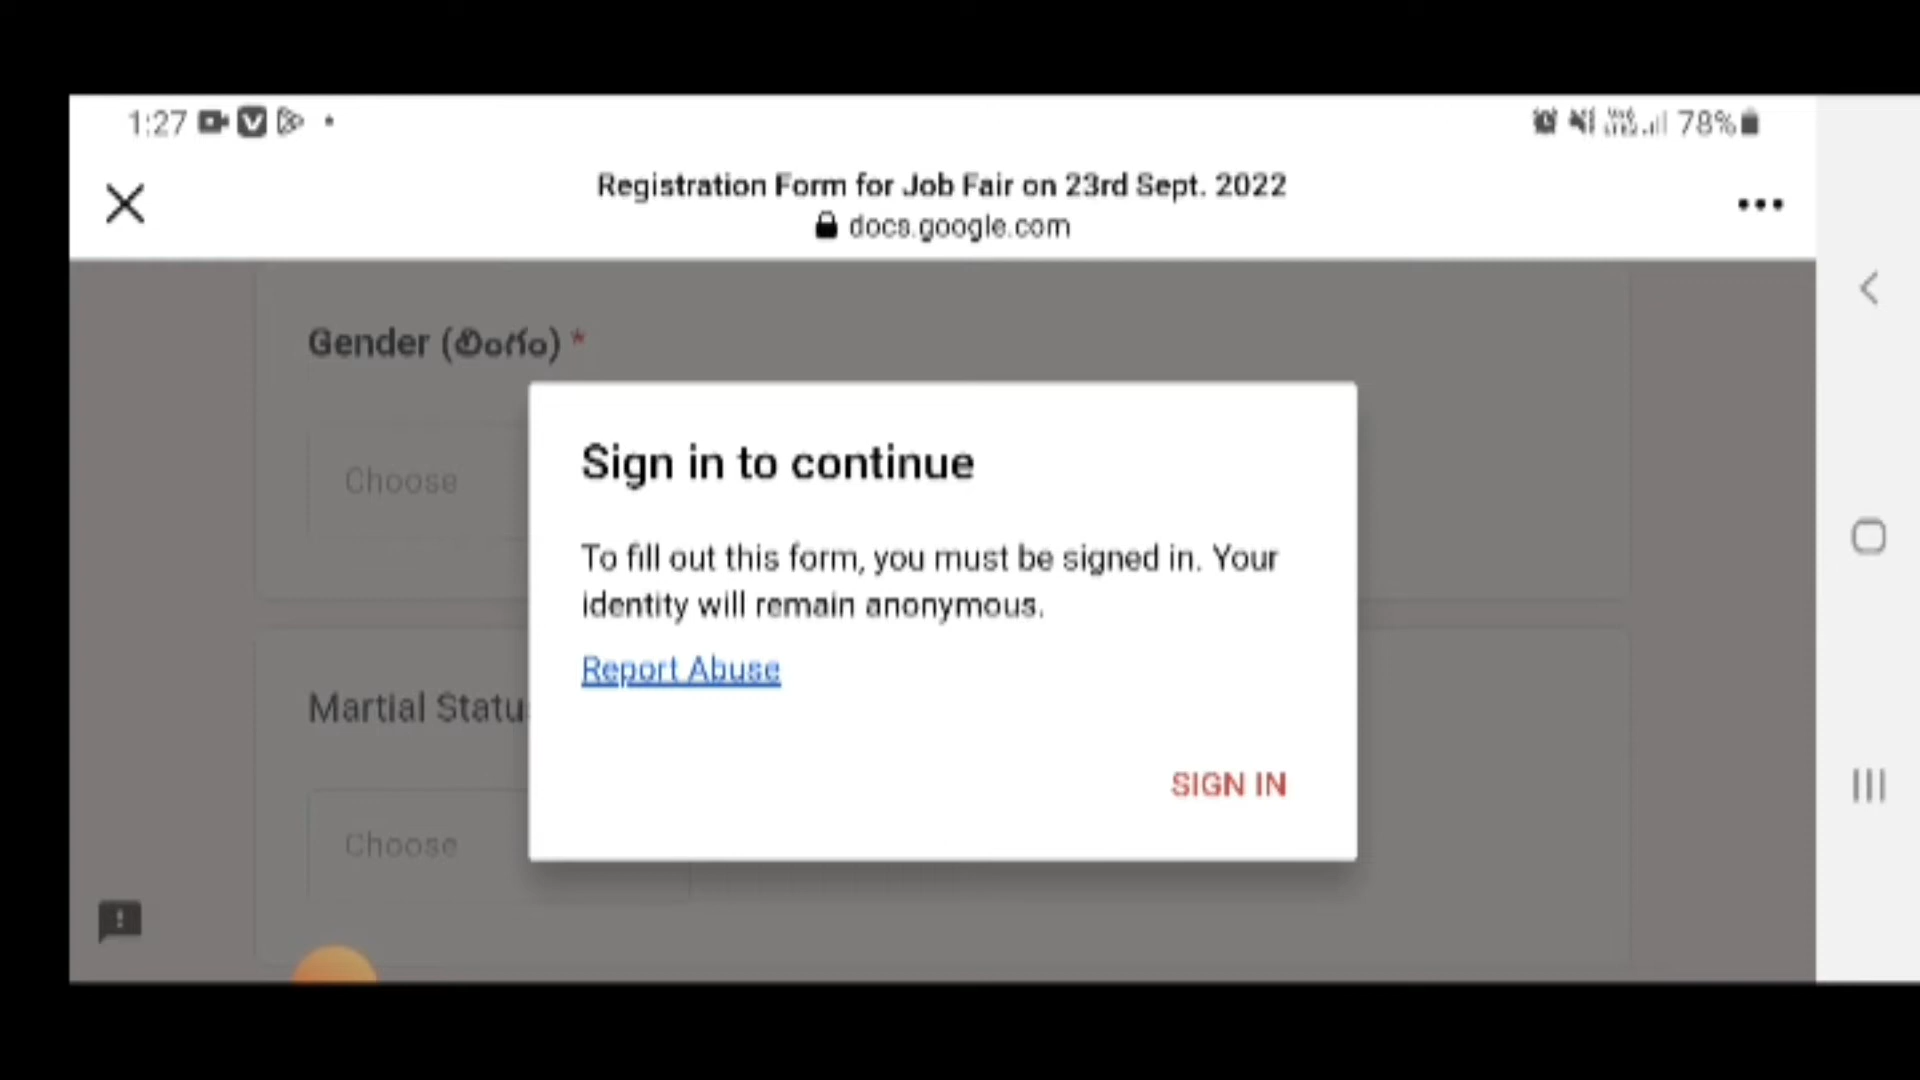 1:27
78%
Registration Form for Job Fair on 23rd Sept. 2022
docs.google.com
Gender (లింగం) *
Choose
Sign in to continue
To fill out this form, you must be signed in. Your
identity will remain anonymous.
Report Abuse
SIGN IN
Martial Statu
Choose